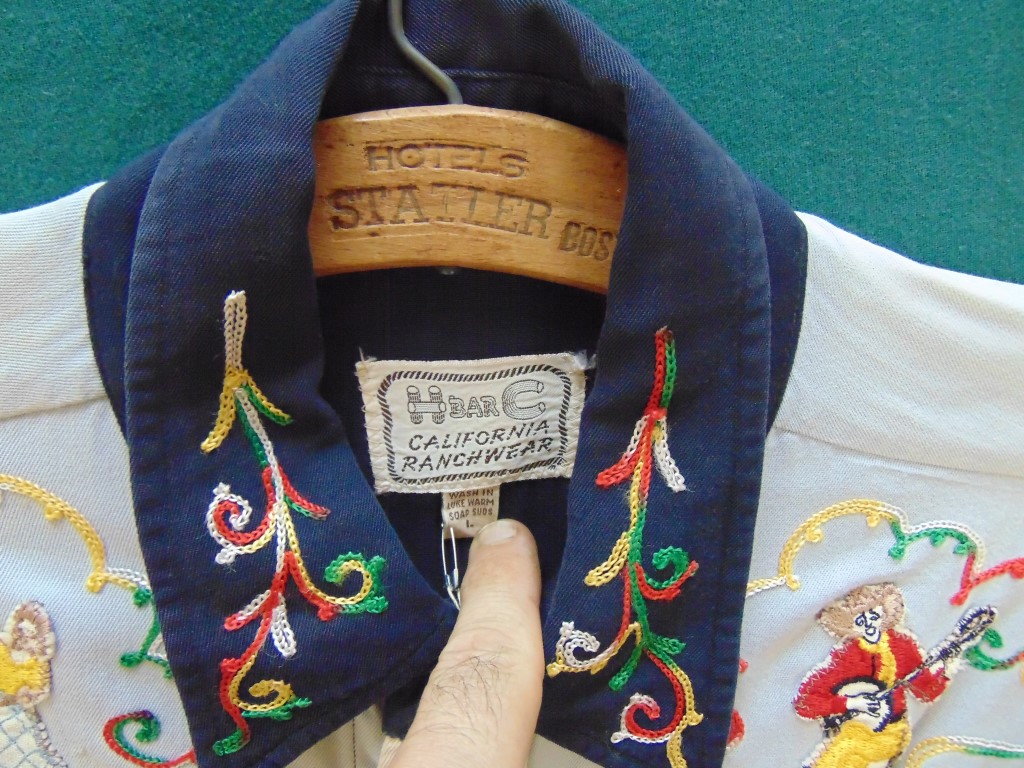 HOTELS
STATLER BOS
H BAR C
CALIFORNIA
RANCHWEAR
WASH IN
LUKE WARM
SOAP SUDS
L